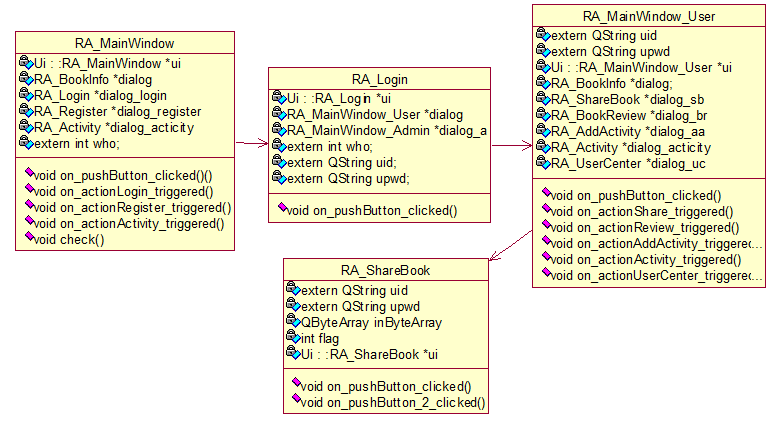 RA_MainWindow
Ui : :RA_MainWindow *ui
RA_BookInfo *dialog
RA_Login *dialog_login
RA_Register *dialog_register
RA_Activity *dialog_acticity
extern int who;
void on_pushButton_clicked()()
void on_actionLogin_triggered()
void on_actionRegister_triggered()
void on_actionActivity_triggered()
void check()
RA_Login
Ui : :RA_Login *ui
RA_MainWindow_User *dialog
RA_MainWindow_Admin *dialog_a
extern int who;
extern QString uid;
extern QString upwd;
void on_pushButton_clicked()
RA_MainWindow_User
extern QString uid
extern QString upwd
Ui : :RA_MainWindow_User *ui
RA_BookInfo *dialog;
RA_ShareBook *dialog_sb
RA_BookReview *dialog_br
RA_AddActivity *dialog_aa
RA_Activity *dialog_acticity
RA_UserCenter *dialog_uc
void on_pushButton_clicked()
void on_actionShare_triggered()
void on_actionReview_triggered()
void on_actionAddActivity_triggered...
void on_actionActivity_triggered()
void on_actionUserCenter_triggered...
RA_ShareBook
extern QString uid
extern QString upwd
QByteArray inByteArray
int flag
Ui : :RA_ShareBook *ui
void on_pushButton_clicked()
void on_pushButton_2_clicked()